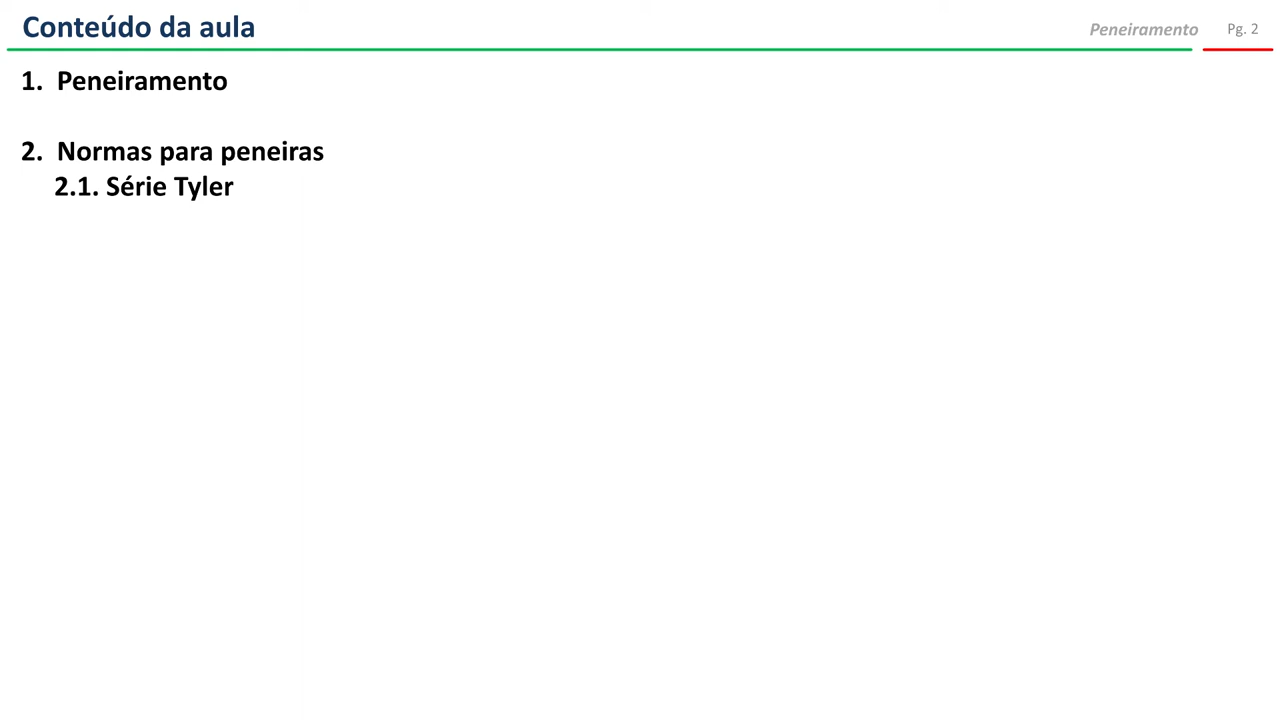 Conteúdo da aula
Peneiramento
Pg. 2
1. Peneiramento
2. Normas para peneiras
2.1. Série Tyler